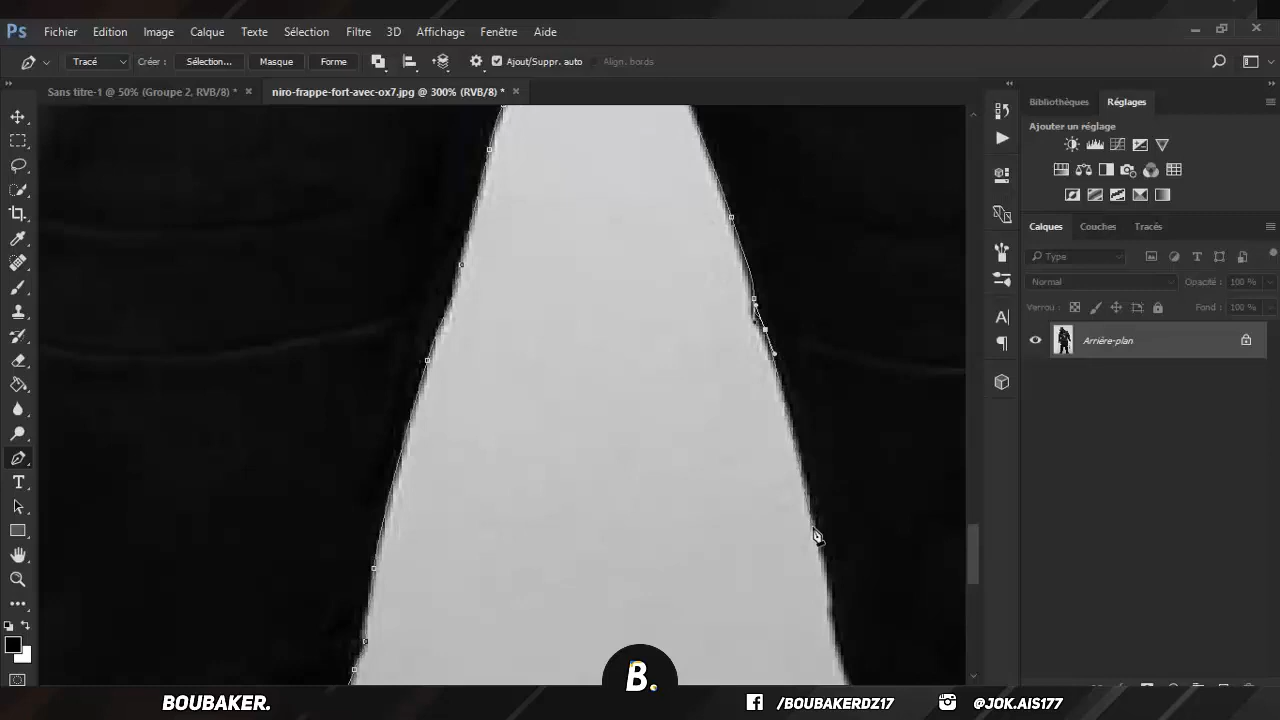 Ps Fichier Edition Image Calque Texte Sélection Filtre 3D Affichage Fenêtre Aide
Tracé Créer : Sélection... Masque Forme Ajout/Suppr. auto Align. bords
Sans titre-1 @ 50% (Groupe 2, RVB/8) * × niro-frappe-fort-avec-ox7.jpg @ 300% (RVB/8) * ×
Bibliothèques Réglages
Ajouter un réglage
Calques Couches Tracés
Type
Normal Opacité : 100 %
Verrou : Fond : 100 %
Arrière-plan
B.
BOUBAKER. /BOUBAKERDZ17 @JOK.AIS177